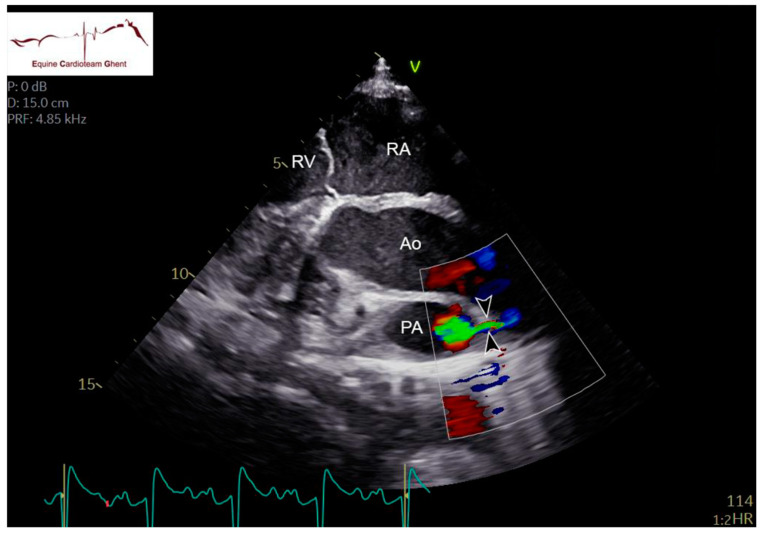 Equine Cardioteam Ghent
V
P: 0 dB
D: 15.0 cm
PRF: 4.85 kHz
5
RV
RA
Ao
10
PA
15
114
1:2HR